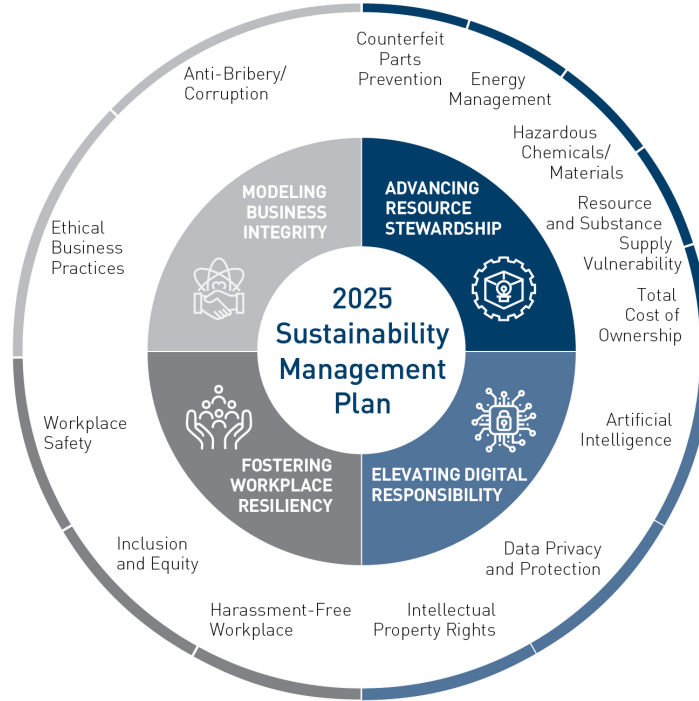 2025
Sustainability
Management
Plan
ADVANCING
RESOURCE
STEWARDSHIP
Counterfeit
Parts
Prevention
Energy
Management
Hazardous
Chemicals/
Materials
Resource
and Substance
Supply
Vulnerability
Total
Cost of
Ownership
ELEVATING DIGITAL
RESPONSIBILITY
Artificial
Intelligence
Data Privacy
and Protection
Intellectual
Property Rights
FOSTERING
WORKPLACE
RESILIENCY
Harassment-Free
Workplace
Inclusion
and Equity
Workplace
Safety
MODELING
BUSINESS
INTEGRITY
Ethical
Business
Practices
Anti-Bribery/
Corruption